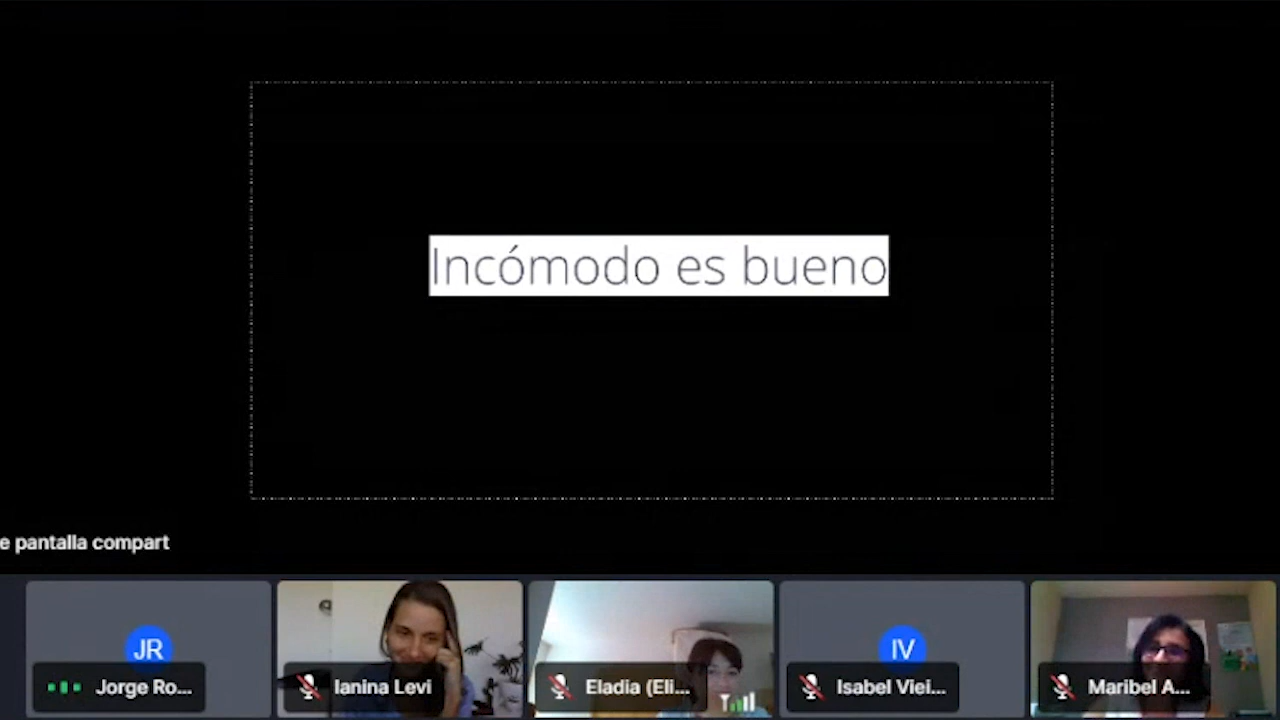 Incómodo es bueno
e pantalla compart
JR
Jorge Ro...
Ianina Levi
Eladia (Eli...
IV
Isabel Viei...
Maribel A...